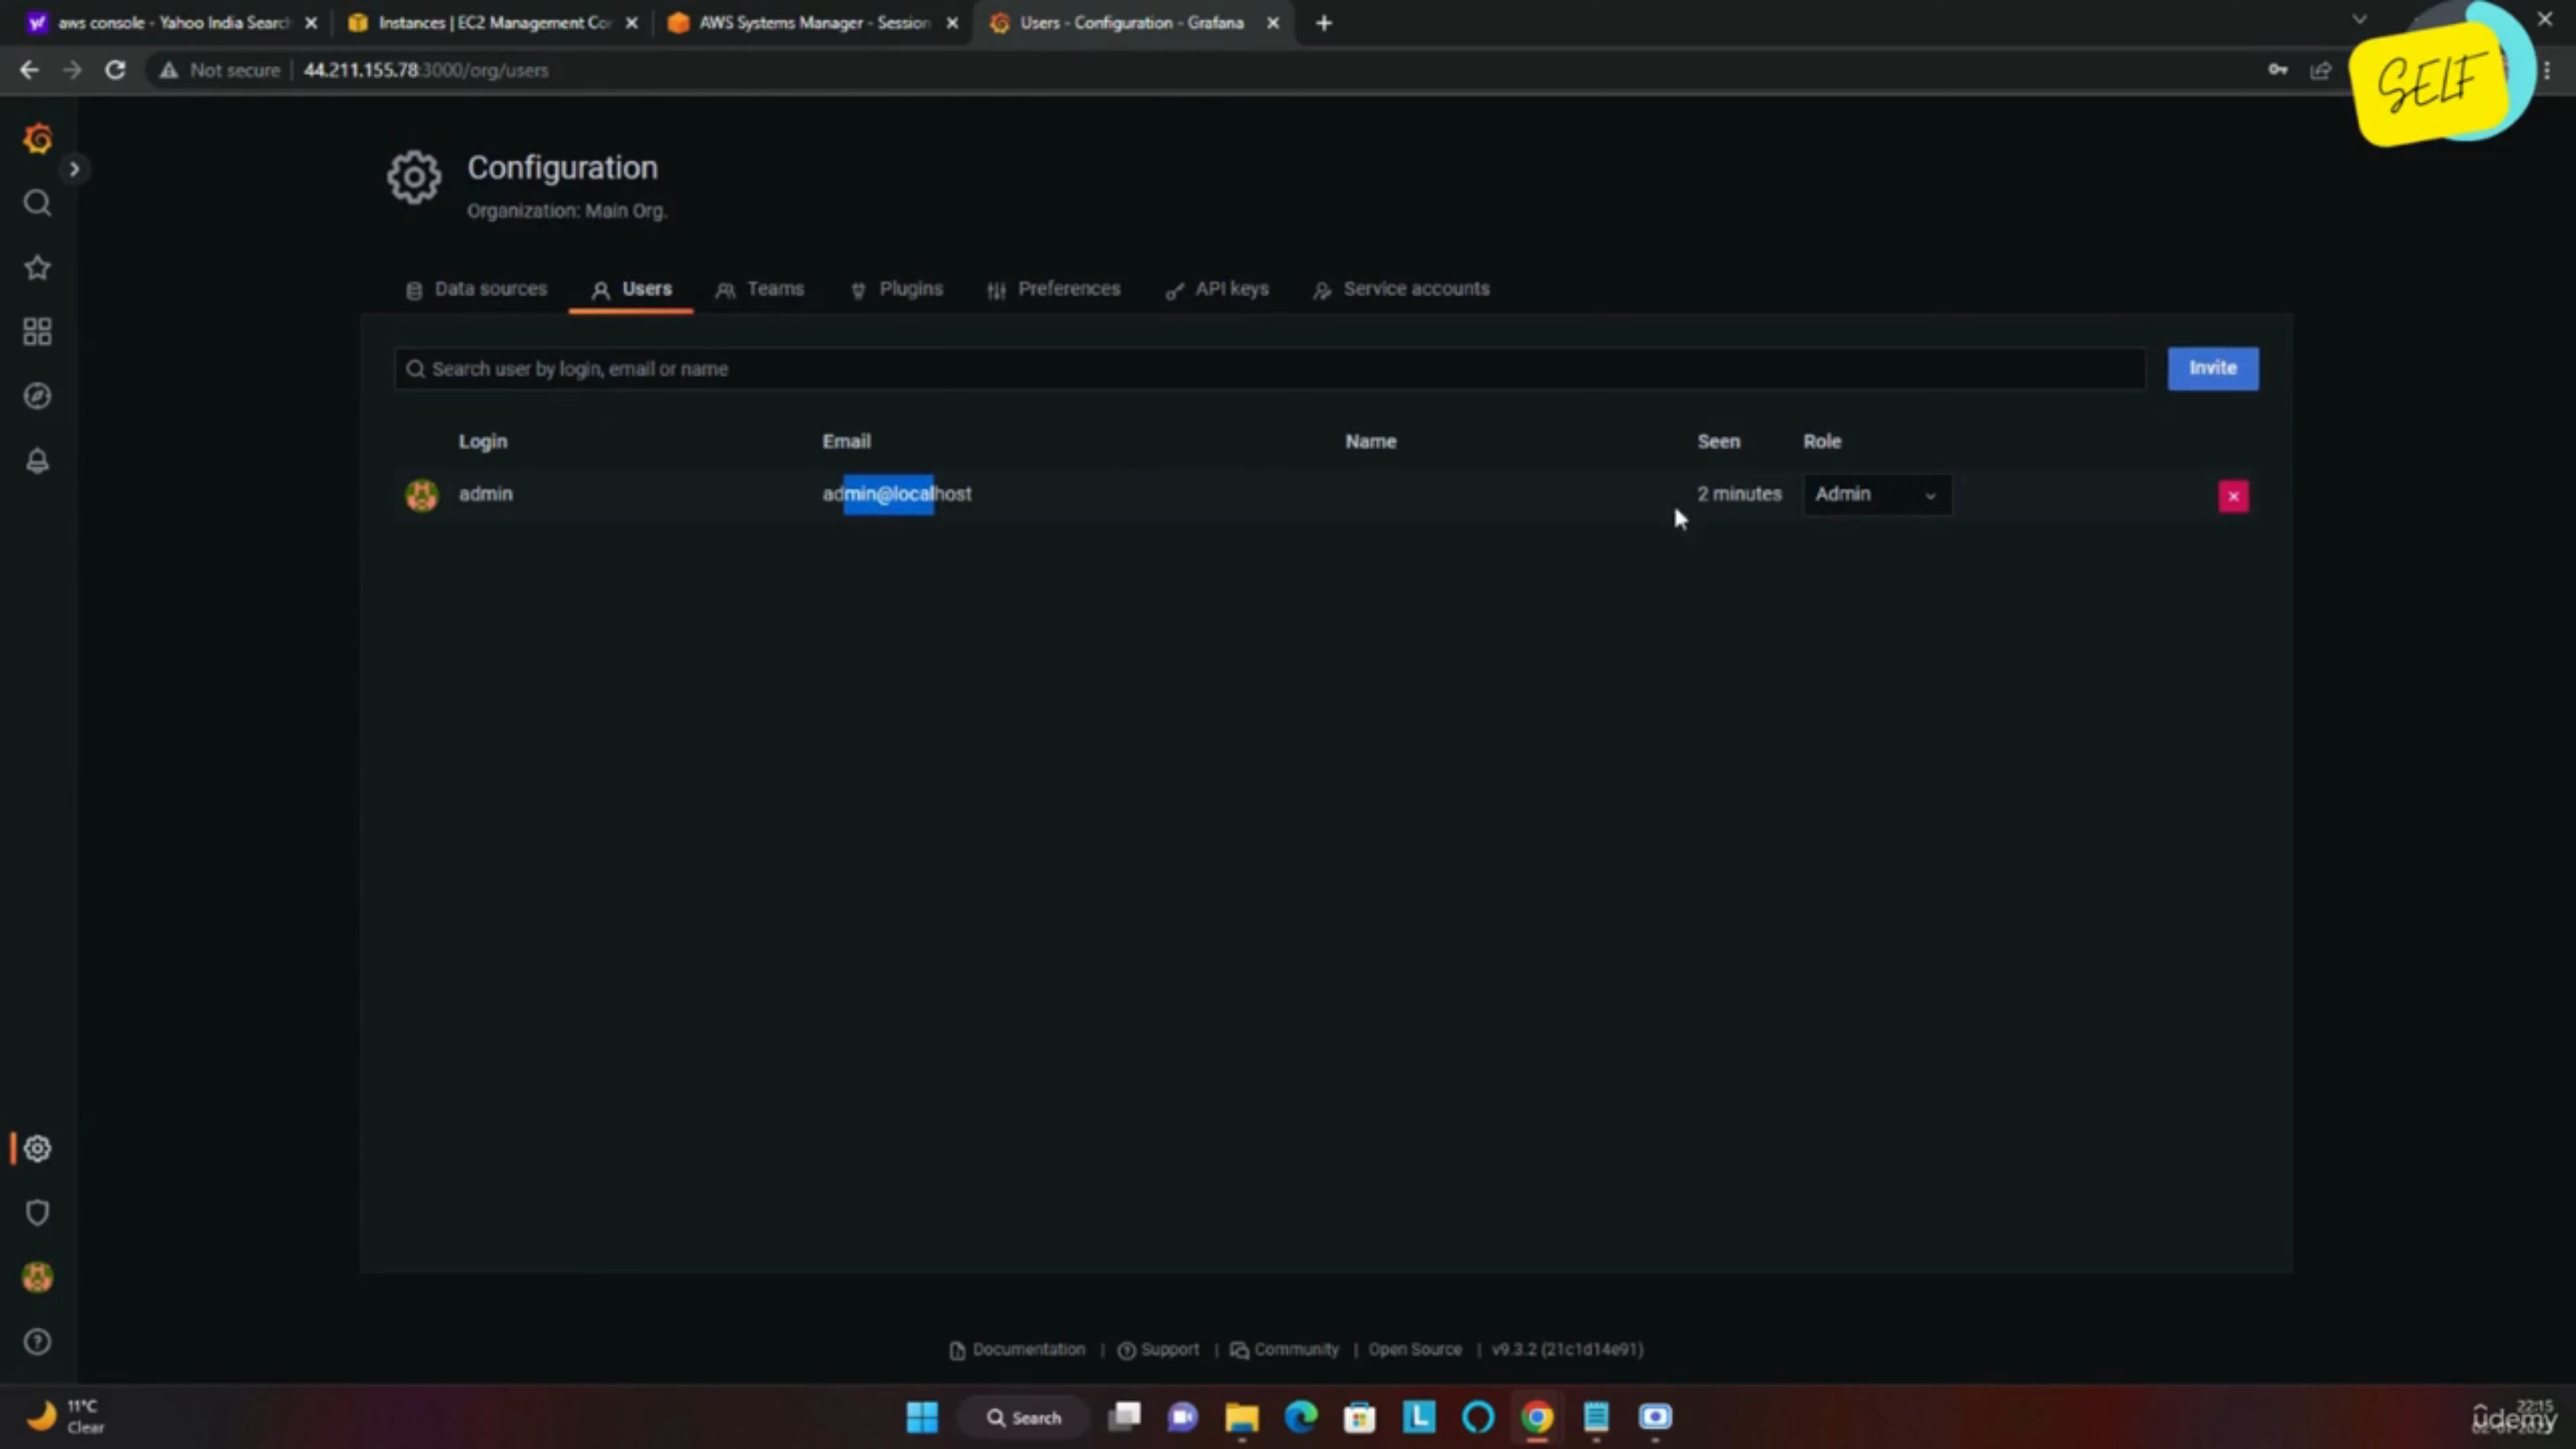 aws console - Yahoo India Search
Instances | EC2 Management Con
AWS Systems Manager - Session
Users - Configuration - Grafana
Not secure
44.211.155.78:3000/org/users
SELF
Configuration
Organization: Main Org.
Data sources
Users
Teams
Plugins
Preferences
API keys
Service accounts
Search user by login, email or name
Invite
Login Email Name Seen Role
admin admin@localhost 2 minutes Admin
Documentation | Support | Community | Open Source | v9.3.2 (21c1d14e91)
11°C
Clear
Search
22:15
udemy